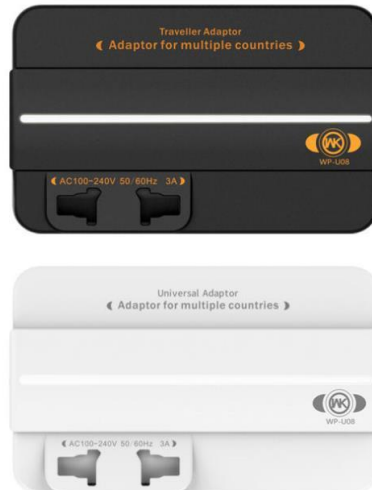 Traveller Adaptor
Adaptor for multiple countries
WK
WP-U08
AC100~240V 50/60Hz 3A
Universal Adaptor
Adaptor for multiple countries
WK
WP-U08
AC100~240V 50/60Hz 3A